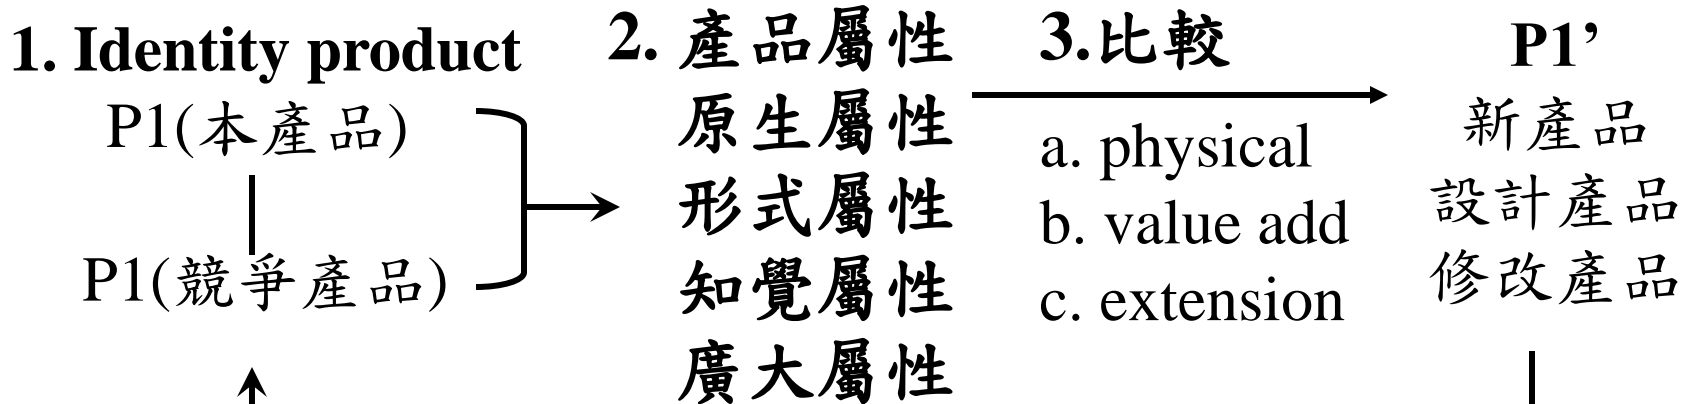 1. Identity product
P1(本產品)
P1(競爭產品)
2. 產品屬性
原生屬性
形式屬性
知覺屬性
廣大屬性
3.比較
a. physical
b. value add
c. extension
P1’
新產品
設計產品
修改產品